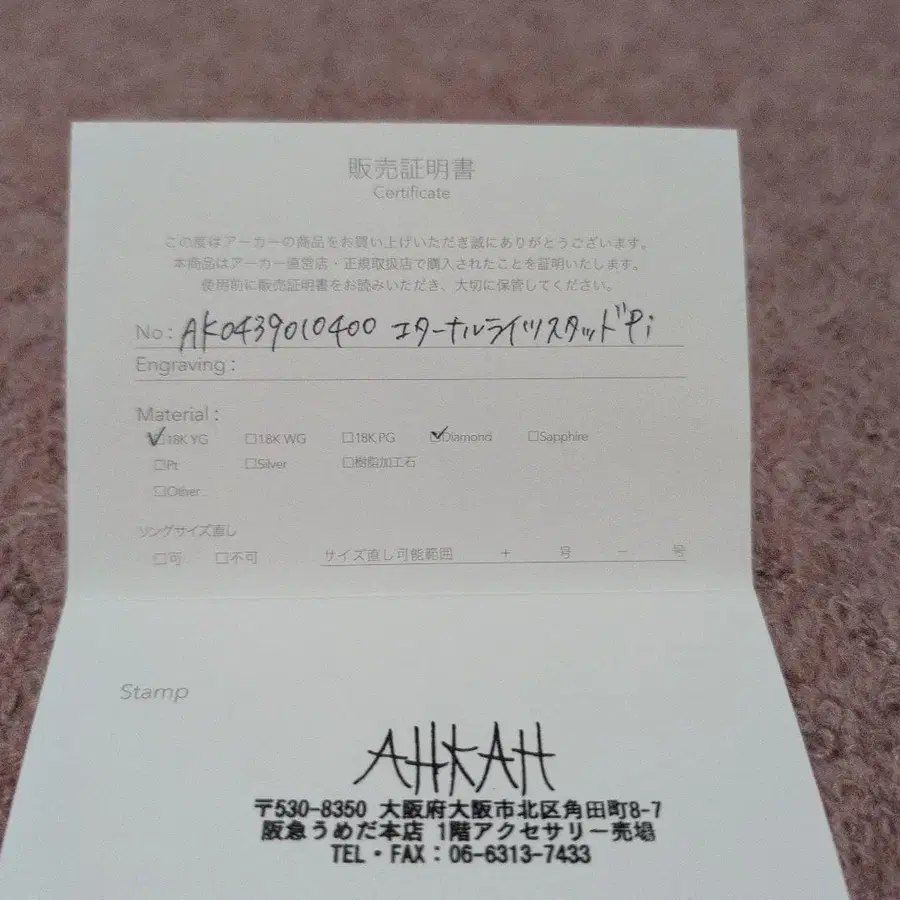 販売証明書
Certificate
この度はアーカーの商品をお買い上げいただき誠にありがとうございます。
本商品はアーカー直営店・正規取扱店で購入されたことを証明いたします。
使用前に販売証明書をお読みいただき、大切に保管してください。
No: AK0439010400 エターナルライツスタッドPi
Engraving:
Material:
☑18K YG □18K WG □18K PG ☑Diamond □Sapphire
□Pt □Silver □樹脂加工石
□Other
リングサイズ直し
□可 □不可 サイズ直し可能範囲 + 号 − 号
Stamp
AHKAH
〒530-8350 大阪府大阪市北区角田町8-7
阪急うめだ本店 1階アクセサリー売場
TEL・FAX:06-6313-7433